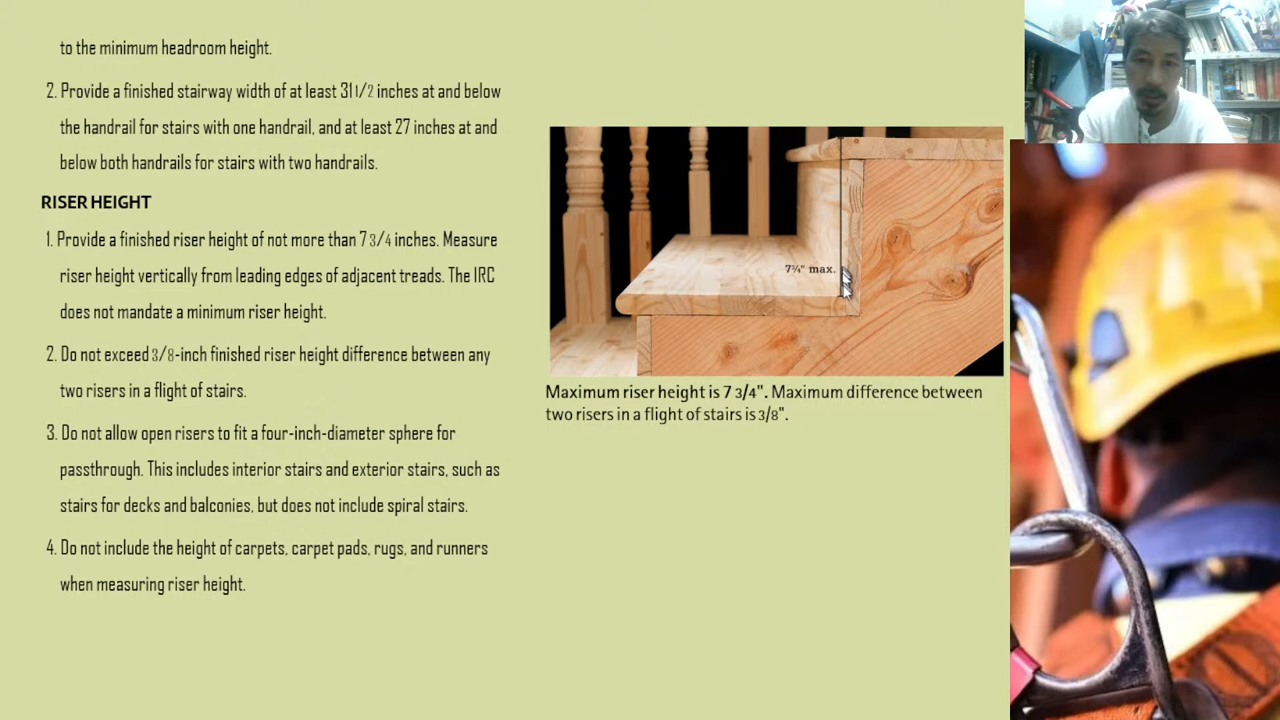 to the minimum headroom height.
2. Provide a finished stairway width of at least 31 1/2 inches at and below
the handrail for stairs with one handrail, and at least 27 inches at and
below both handrails for stairs with two handrails.
RISER HEIGHT
1. Provide a finished riser height of not more than 7 3/4 inches. Measure
riser height vertically from leading edges of adjacent treads. The IRC
does not mandate a minimum riser height.
2. Do not exceed 3/8-inch finished riser height difference between any
two risers in a flight of stairs.
3. Do not allow open risers to fit a four-inch-diameter sphere for
passthrough. This includes interior stairs and exterior stairs, such as
stairs for decks and balconies, but does not include spiral stairs.
4. Do not include the height of carpets, carpet pads, rugs, and runners
when measuring riser height.
7¾" max.
Maximum riser height is 7 3/4". Maximum difference between
two risers in a flight of stairs is 3/8".